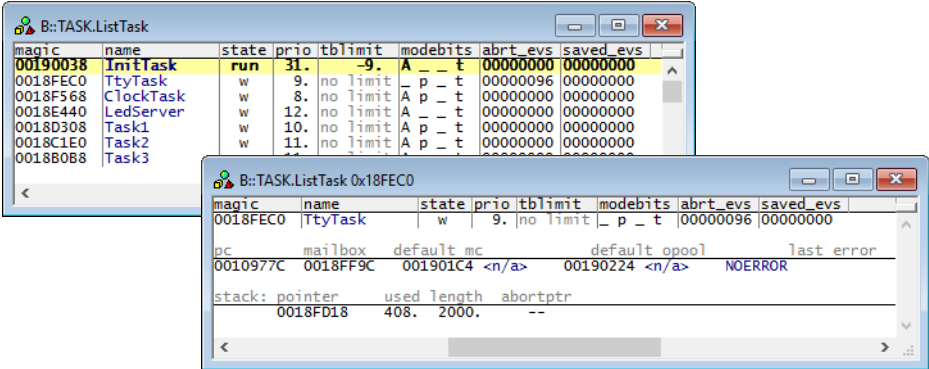 B::TASK.ListTask
magic name state prio tblimit modebits abrt_evs saved_evs
00190038 InitTask run 31. -9. A _ _ t 00000000 00000000
0018FEC0 TtyTask w 9. no limit _ p _ t 00000096 00000000
0018F568 ClockTask w 8. no limit A p _ t 00000000 00000000
0018E440 LedServer w 12. no limit A p _ t 00000000 00000000
0018D308 Task1 w 10. no limit A p _ t 00000000 00000000
0018C1E0 Task2 w 11. no limit A p _ t 00000000 00000000
0018B0B8 Task3
B::TASK.ListTask 0x18FEC0
magic name state prio tblimit modebits abrt_evs saved_evs
0018FEC0 TtyTask w 9. no limit _ p _ t 00000096 00000000
pc mailbox default mc default opool last error
0010977C 0018FF9C 001901C4 <n/a> 00190224 <n/a> NOERROR
stack: pointer used length abortptr
0018FD18 408. 2000. --